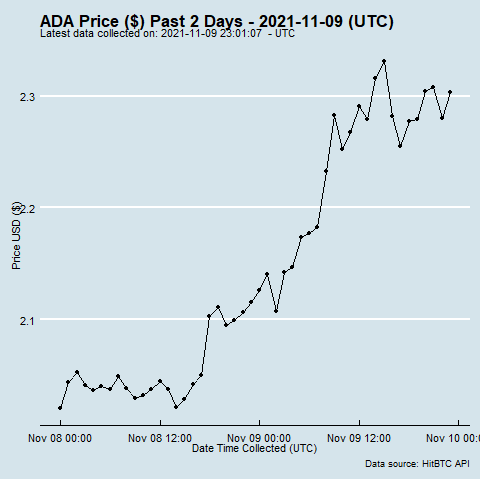 ADA Price ($) Past 2 Days - 2021-11-09 (UTC)
Latest data collected on: 2021-11-09 23:01:07 - UTC
2.3
2.2
2.1
Price USD ($)
Nov 08 00:00
Nov 08 12:00
Nov 09 00:00
Nov 09 12:00
Nov 10 00:0
Date Time Collected (UTC)
Data source: HitBTC API